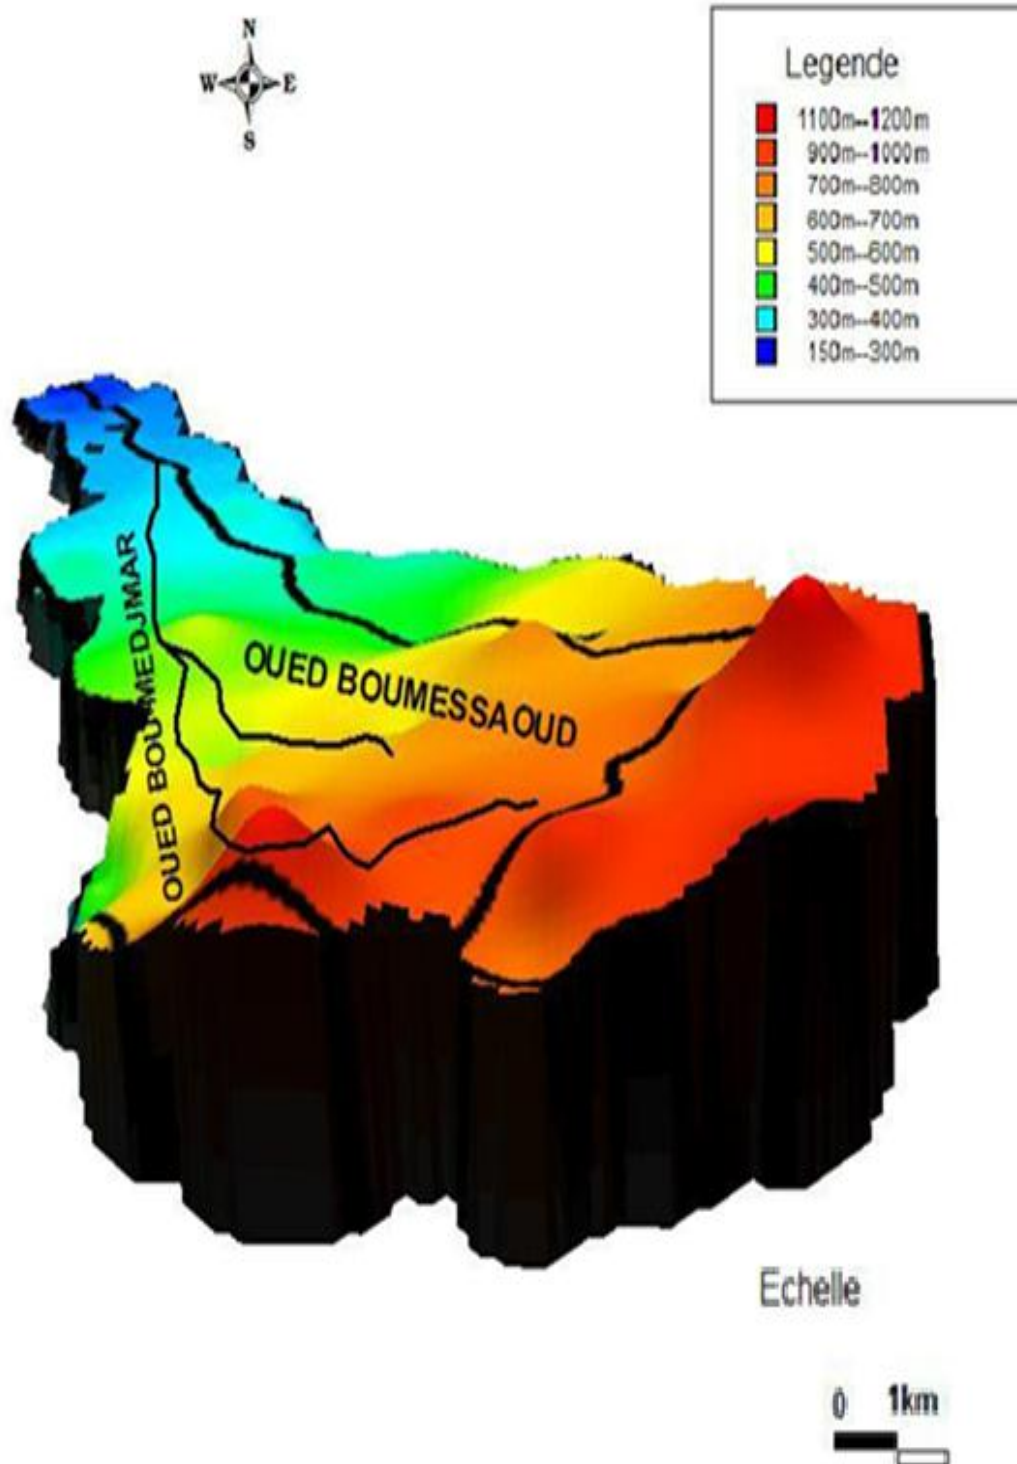 N
W E
S
Legende
1100m--1200m
900m--1000m
700m--800m
600m--700m
500m--600m
400m--500m
300m--400m
150m--300m
OUED BOUMEDJMAR
OUED BOUMESSAOUD
Echelle
0 1km